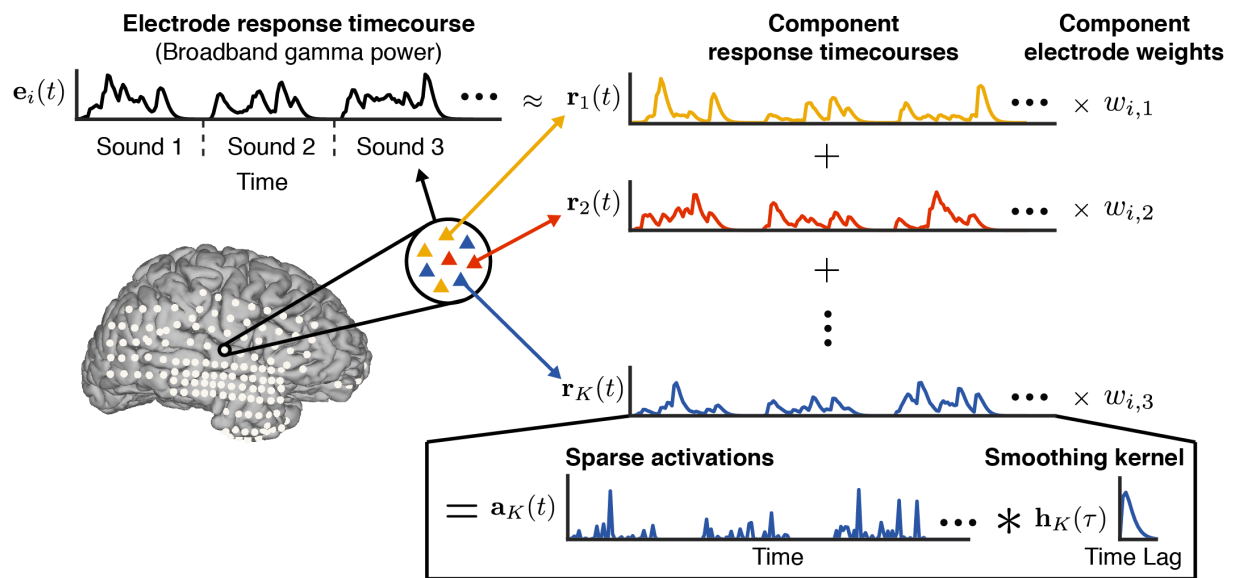 Electrode response timecourse
(Broadband gamma power)
Component
response timecourses
Component
electrode weights
e_i(t)
≈ r_1(t)
••• × w_{i,1}
Sound 1
Sound 2
Sound 3
•••
Time
+
r_2(t)
••• × w_{i,2}
+
⋮
r_K(t)
••• × w_{i,3}
Sparse activations
Smoothing kernel
= a_K(t)
••• * h_K(τ)
Time
Time Lag